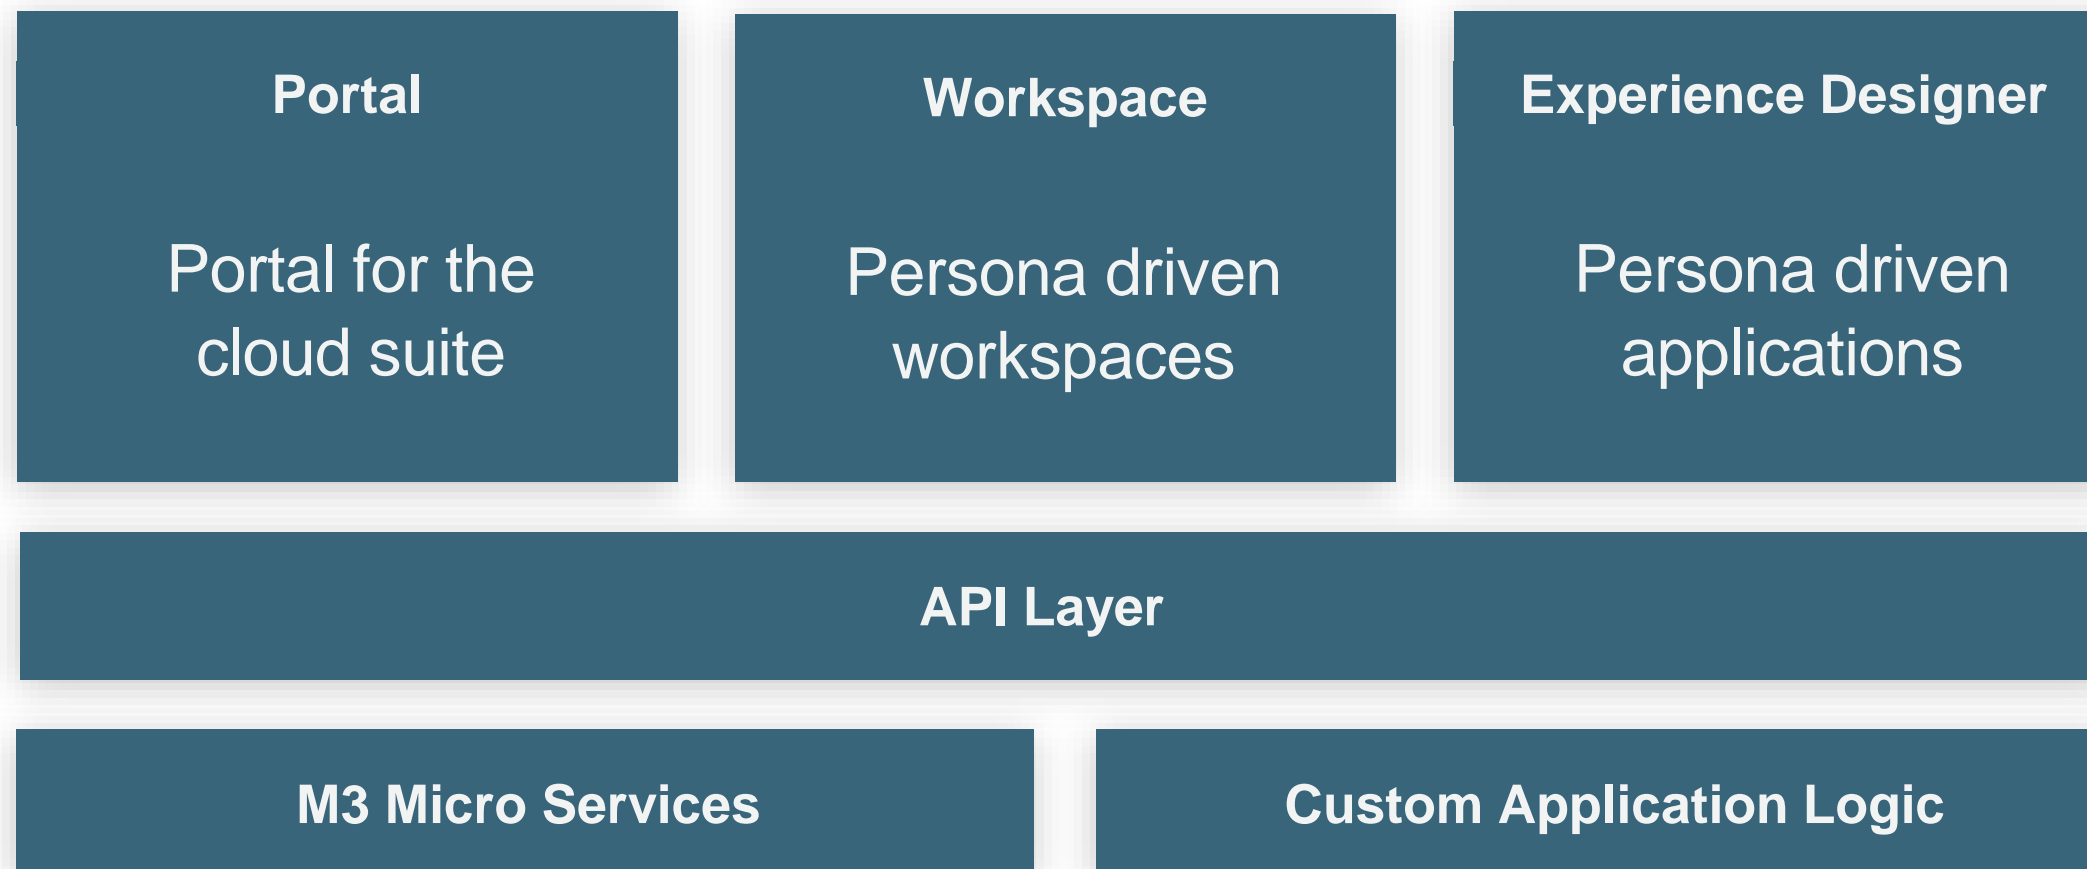 Portal
Portal for the
cloud suite
Workspace
Persona driven
workspaces
Experience Designer
Persona driven
applications
API Layer
M3 Micro Services
Custom Application Logic